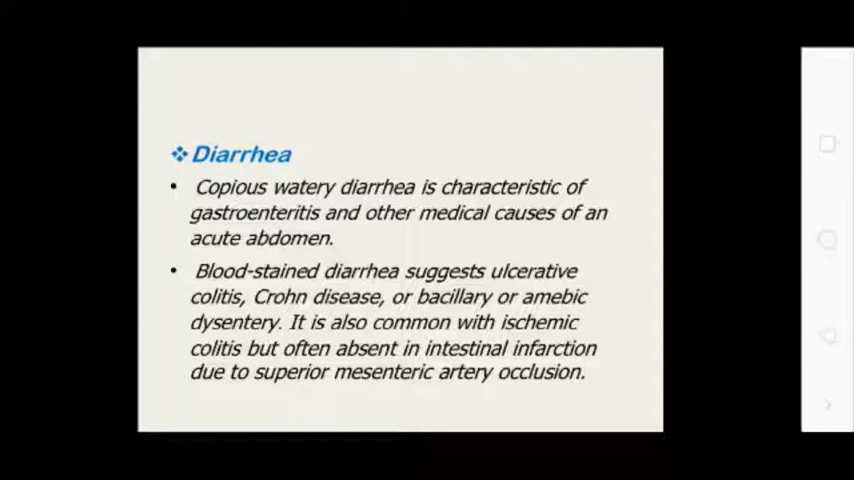 ❖ Diarrhea
• Copious watery diarrhea is characteristic of
gastroenteritis and other medical causes of an
acute abdomen.
• Blood-stained diarrhea suggests ulcerative
colitis, Crohn disease, or bacillary or amebic
dysentery. It is also common with ischemic
colitis but often absent in intestinal infarction
due to superior mesenteric artery occlusion.